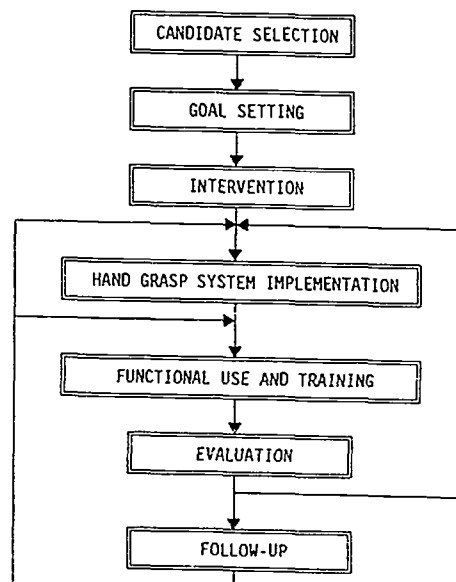 CANDIDATE SELECTION
GOAL SETTING
INTERVENTION
HAND GRASP SYSTEM IMPLEMENTATION
FUNCTIONAL USE AND TRAINING
EVALUATION
FOLLOW-UP